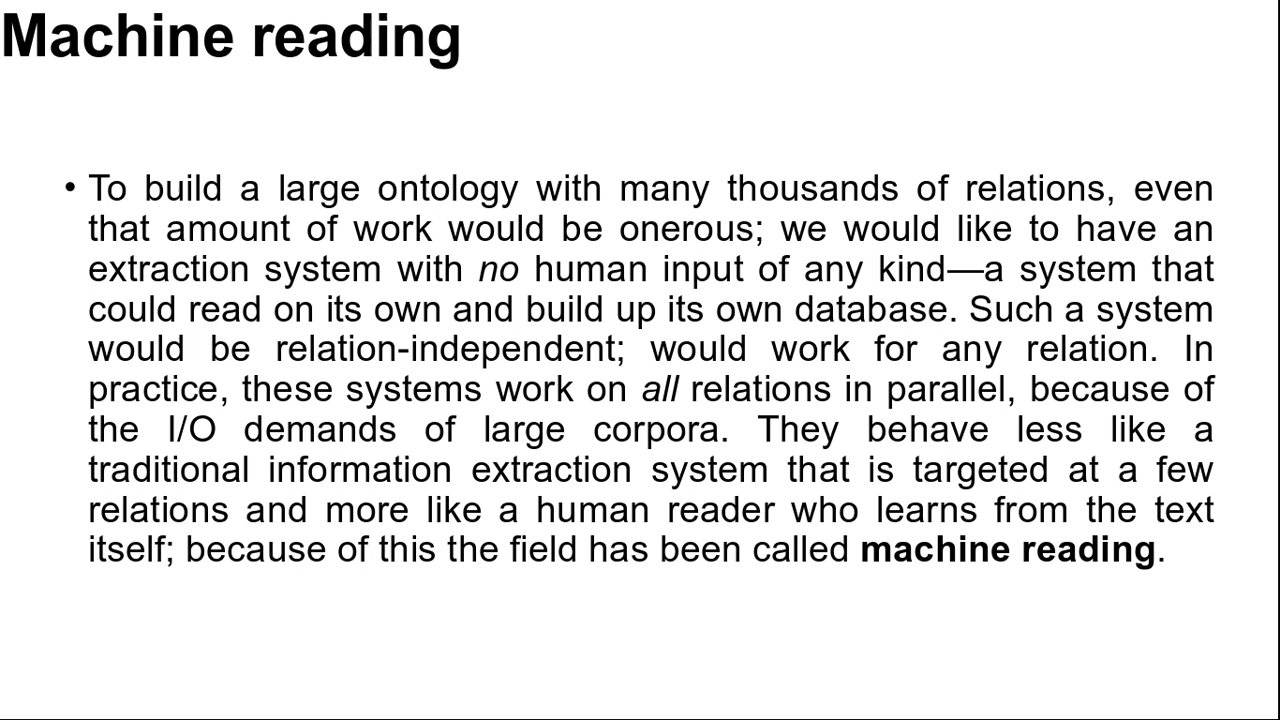 Machine reading
• To build a large ontology with many thousands of relations, even
that amount of work would be onerous; we would like to have an
extraction system with no human input of any kind—a system that
could read on its own and build up its own database. Such a system
would be relation-independent; would work for any relation. In
practice, these systems work on all relations in parallel, because of
the I/O demands of large corpora. They behave less like a
traditional information extraction system that is targeted at a few
relations and more like a human reader who learns from the text
itself; because of this the field has been called machine reading.